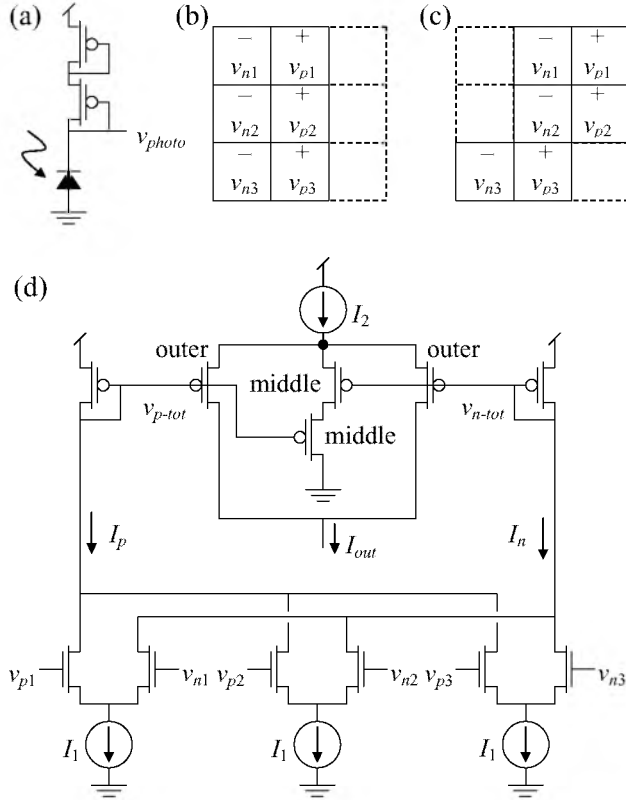 (a)
v_photo
(b)
− +
v_n1 v_p1
− +
v_n2 v_p2
− +
v_n3 v_p3
(c)
− +
v_n1 v_p1
− +
v_n2 v_p2
− +
v_n3 v_p3
(d)
I_2
outer outer
middle
v_p-tot v_n-tot
middle
I_p I_out I_n
v_p1 v_n1 v_p2 v_n2 v_p3 v_n3
I_1 I_1 I_1